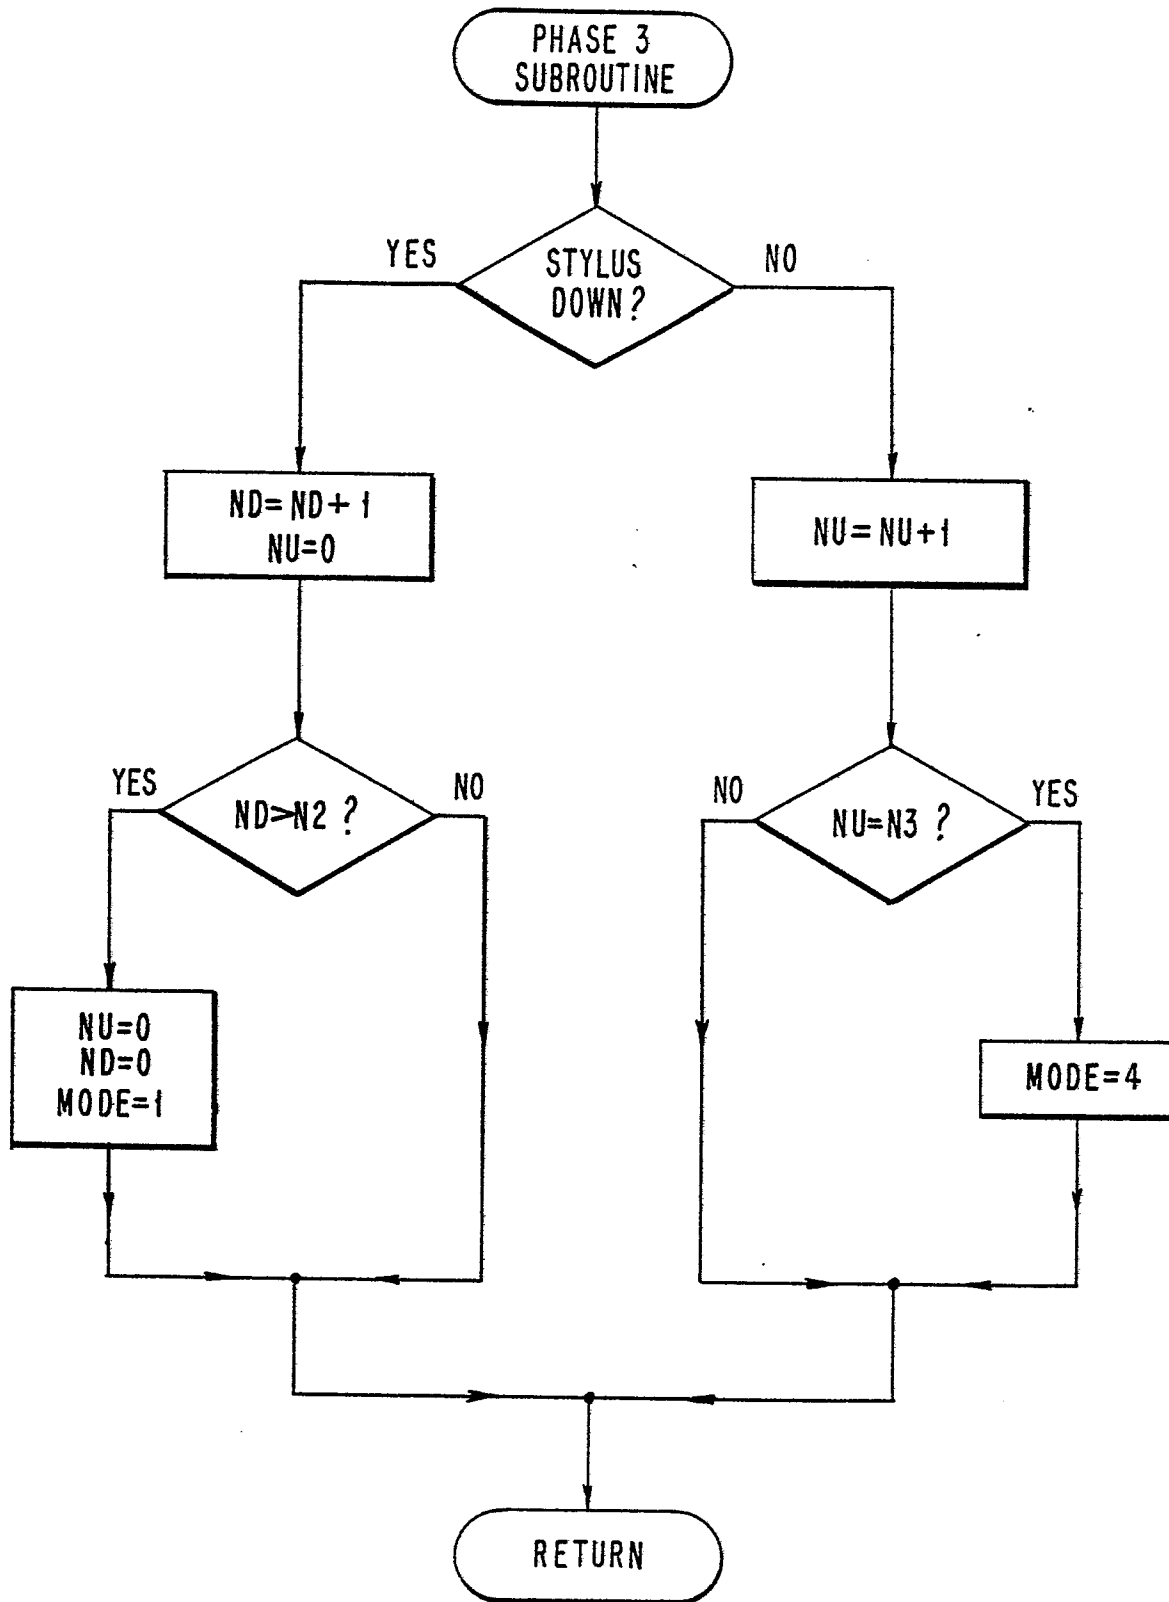 PHASE 3
SUBROUTINE
STYLUS
DOWN?
YES
NO
ND=ND+1
NU=0
NU=NU+1
ND>N2 ?
YES
NO
NU=N3 ?
NO
YES
NU=0
ND=0
MODE=1
MODE=4
RETURN